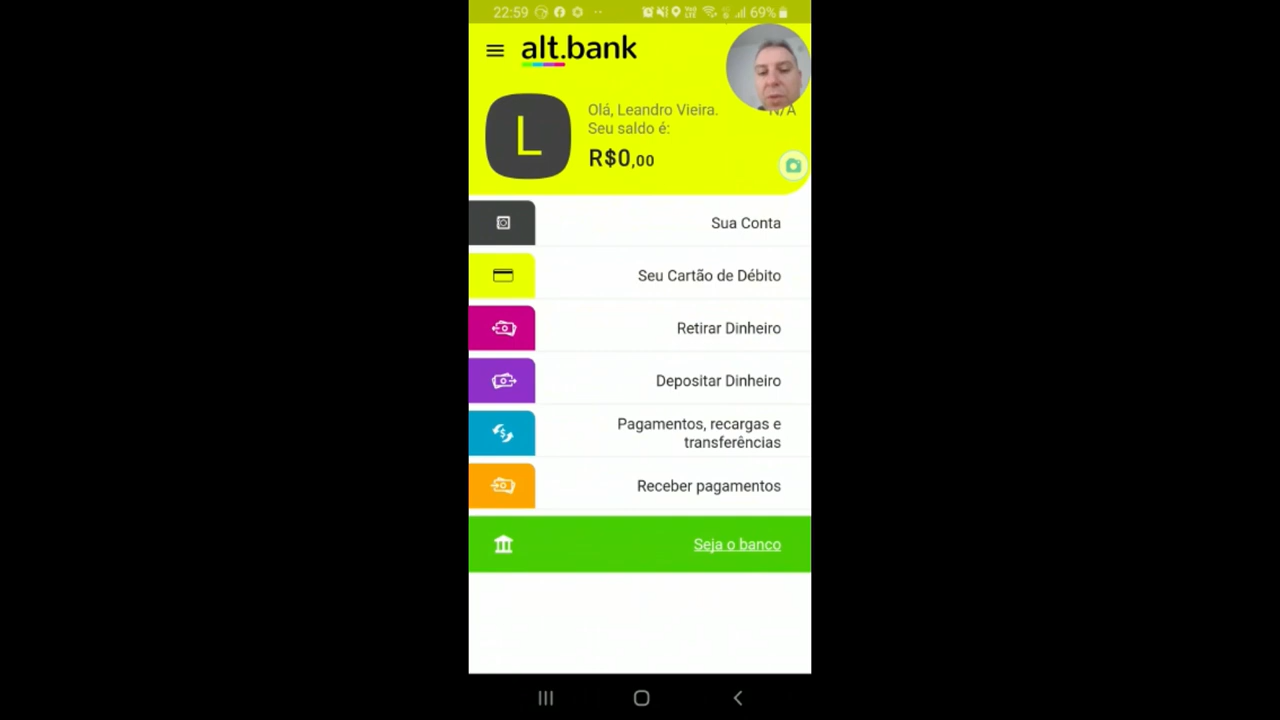 22:59
69%
alt.bank
L
Olá, Leandro Vieira.
N/A
Seu saldo é:
R$0,00
Sua Conta
Seu Cartão de Débito
Retirar Dinheiro
Depositar Dinheiro
Pagamentos, recargas e
transferências
Receber pagamentos
Seja o banco